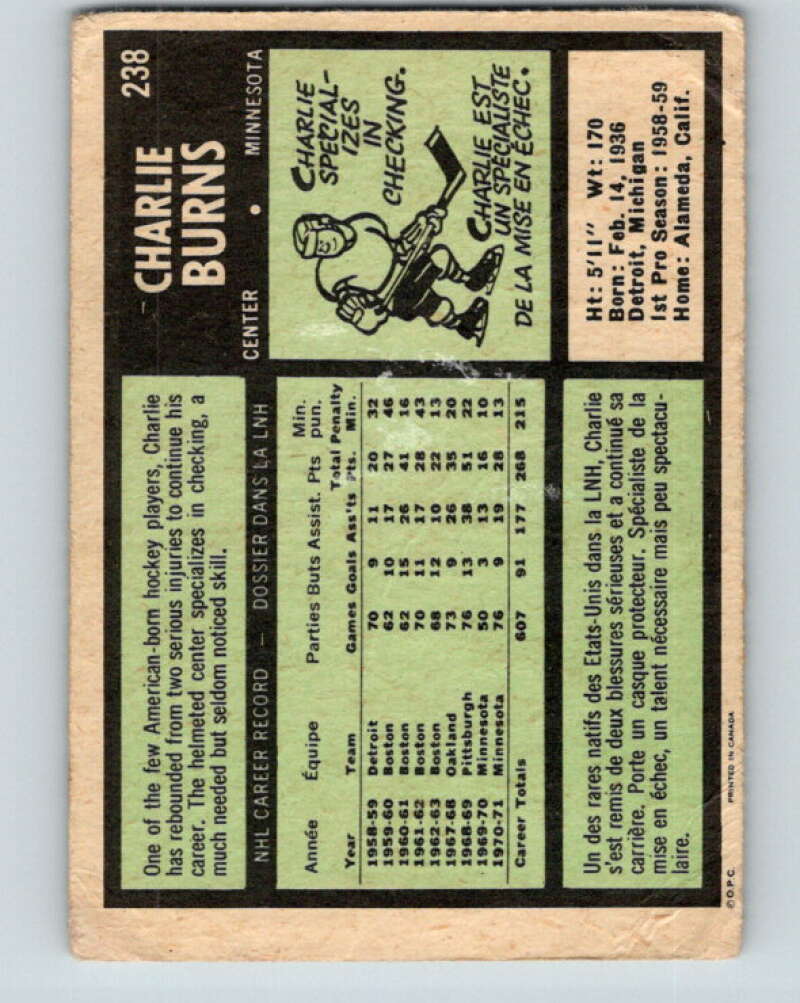 238
CHARLIE
BURNS
CENTER • MINNESOTA
One of the few American-born hockey players, Charlie
has rebounded from two serious injuries to continue his
career. The helmeted center specializes in checking, a
much needed but seldom noticed skill.
CHARLIE
SPECIAL-
IZES
IN
CHECKING.
CHARLIE EST
UN SPÉCIALISTE
DE LA MISE EN ÉCHEC.
NHL CAREER RECORD — DOSSIER DANS LA LNH
Année Équipe Parties Buts Assist. Pts Min. pun.
Year Team Games Goals Ass'ts Total Pts. Penalty Min.
1958-59 Detroit 70 9 11 20 32
1959-60 Boston 62 10 17 27 46
1960-61 Boston 62 15 26 41 16
1961-62 Boston 70 11 17 28 43
1962-63 Boston 68 12 10 22 13
1967-68 Oakland 73 9 26 35 20
1968-69 Pittsburgh 76 13 38 51 22
1969-70 Minnesota 50 3 13 16 10
1970-71 Minnesota 76 9 19 28 13
Career Totals 607 91 177 268 215
Ht: 5'11" Wt: 170
Born: Feb. 14, 1936
Detroit, Michigan
1st Pro Season: 1958-59
Home: Alameda, Calif.
Un des rares natifs des Etats-Unis dans la LNH, Charlie
s'est remis de deux blessures sérieuses et a continué sa
carrière. Porte un casque protecteur. Spécialiste de la
mise en échec, un talent nécessaire mais peu spectacu-
laire.
© O.P.C. PRINTED IN CANADA